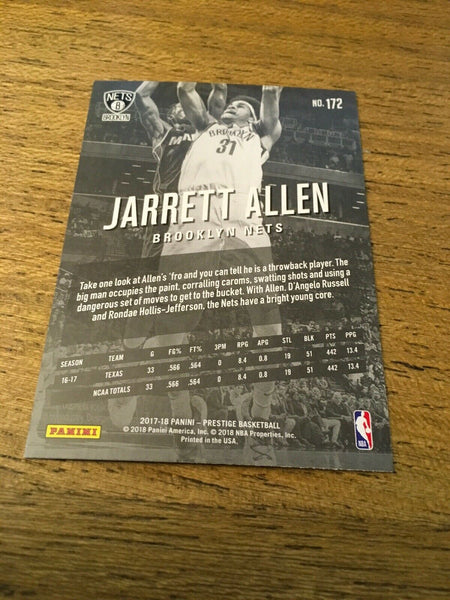 NETS
B
BROOKLYN
NO. 172
MIA
BROOKLYN
31
JARRETT ALLEN
BROOKLYN NETS
Take one look at Allen's 'fro and you can tell he is a throwback player. The
big man occupies the paint, corralling caroms, swatting shots and using a
dangerous set of moves to get to the bucket. With Allen, D'Angelo Russell
and Rondae Hollis-Jefferson, the Nets have a bright young core.
SEASON TEAM G FG% FT% 3PM RPG APG STL BLK PTS PPG
16-17 TEXAS 33 .566 .564 0 8.4 0.8 19 51 442 13.4
NCAA TOTALS 33 .566 .564 0 8.4 0.8 19 51 442 13.4
PANINI
2017-18 PANINI – PRESTIGE BASKETBALL
© 2018 Panini America, Inc. © 2018 NBA Properties, Inc.
Printed in the USA.
NBA